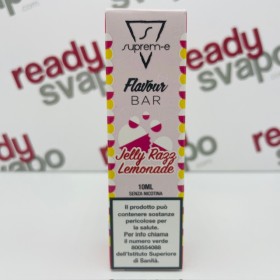 ready
svapo
ready
svapo
suprem-e
Flavour
BAR
Jelly Razz
Lemonade
10ML
SENZA NICOTINA
Il prodotto può
contenere sostanze
pericolose per
la salute.
Per info chiama
il numero verde
800554088
dell'Istituto Superiore
di Sanità.